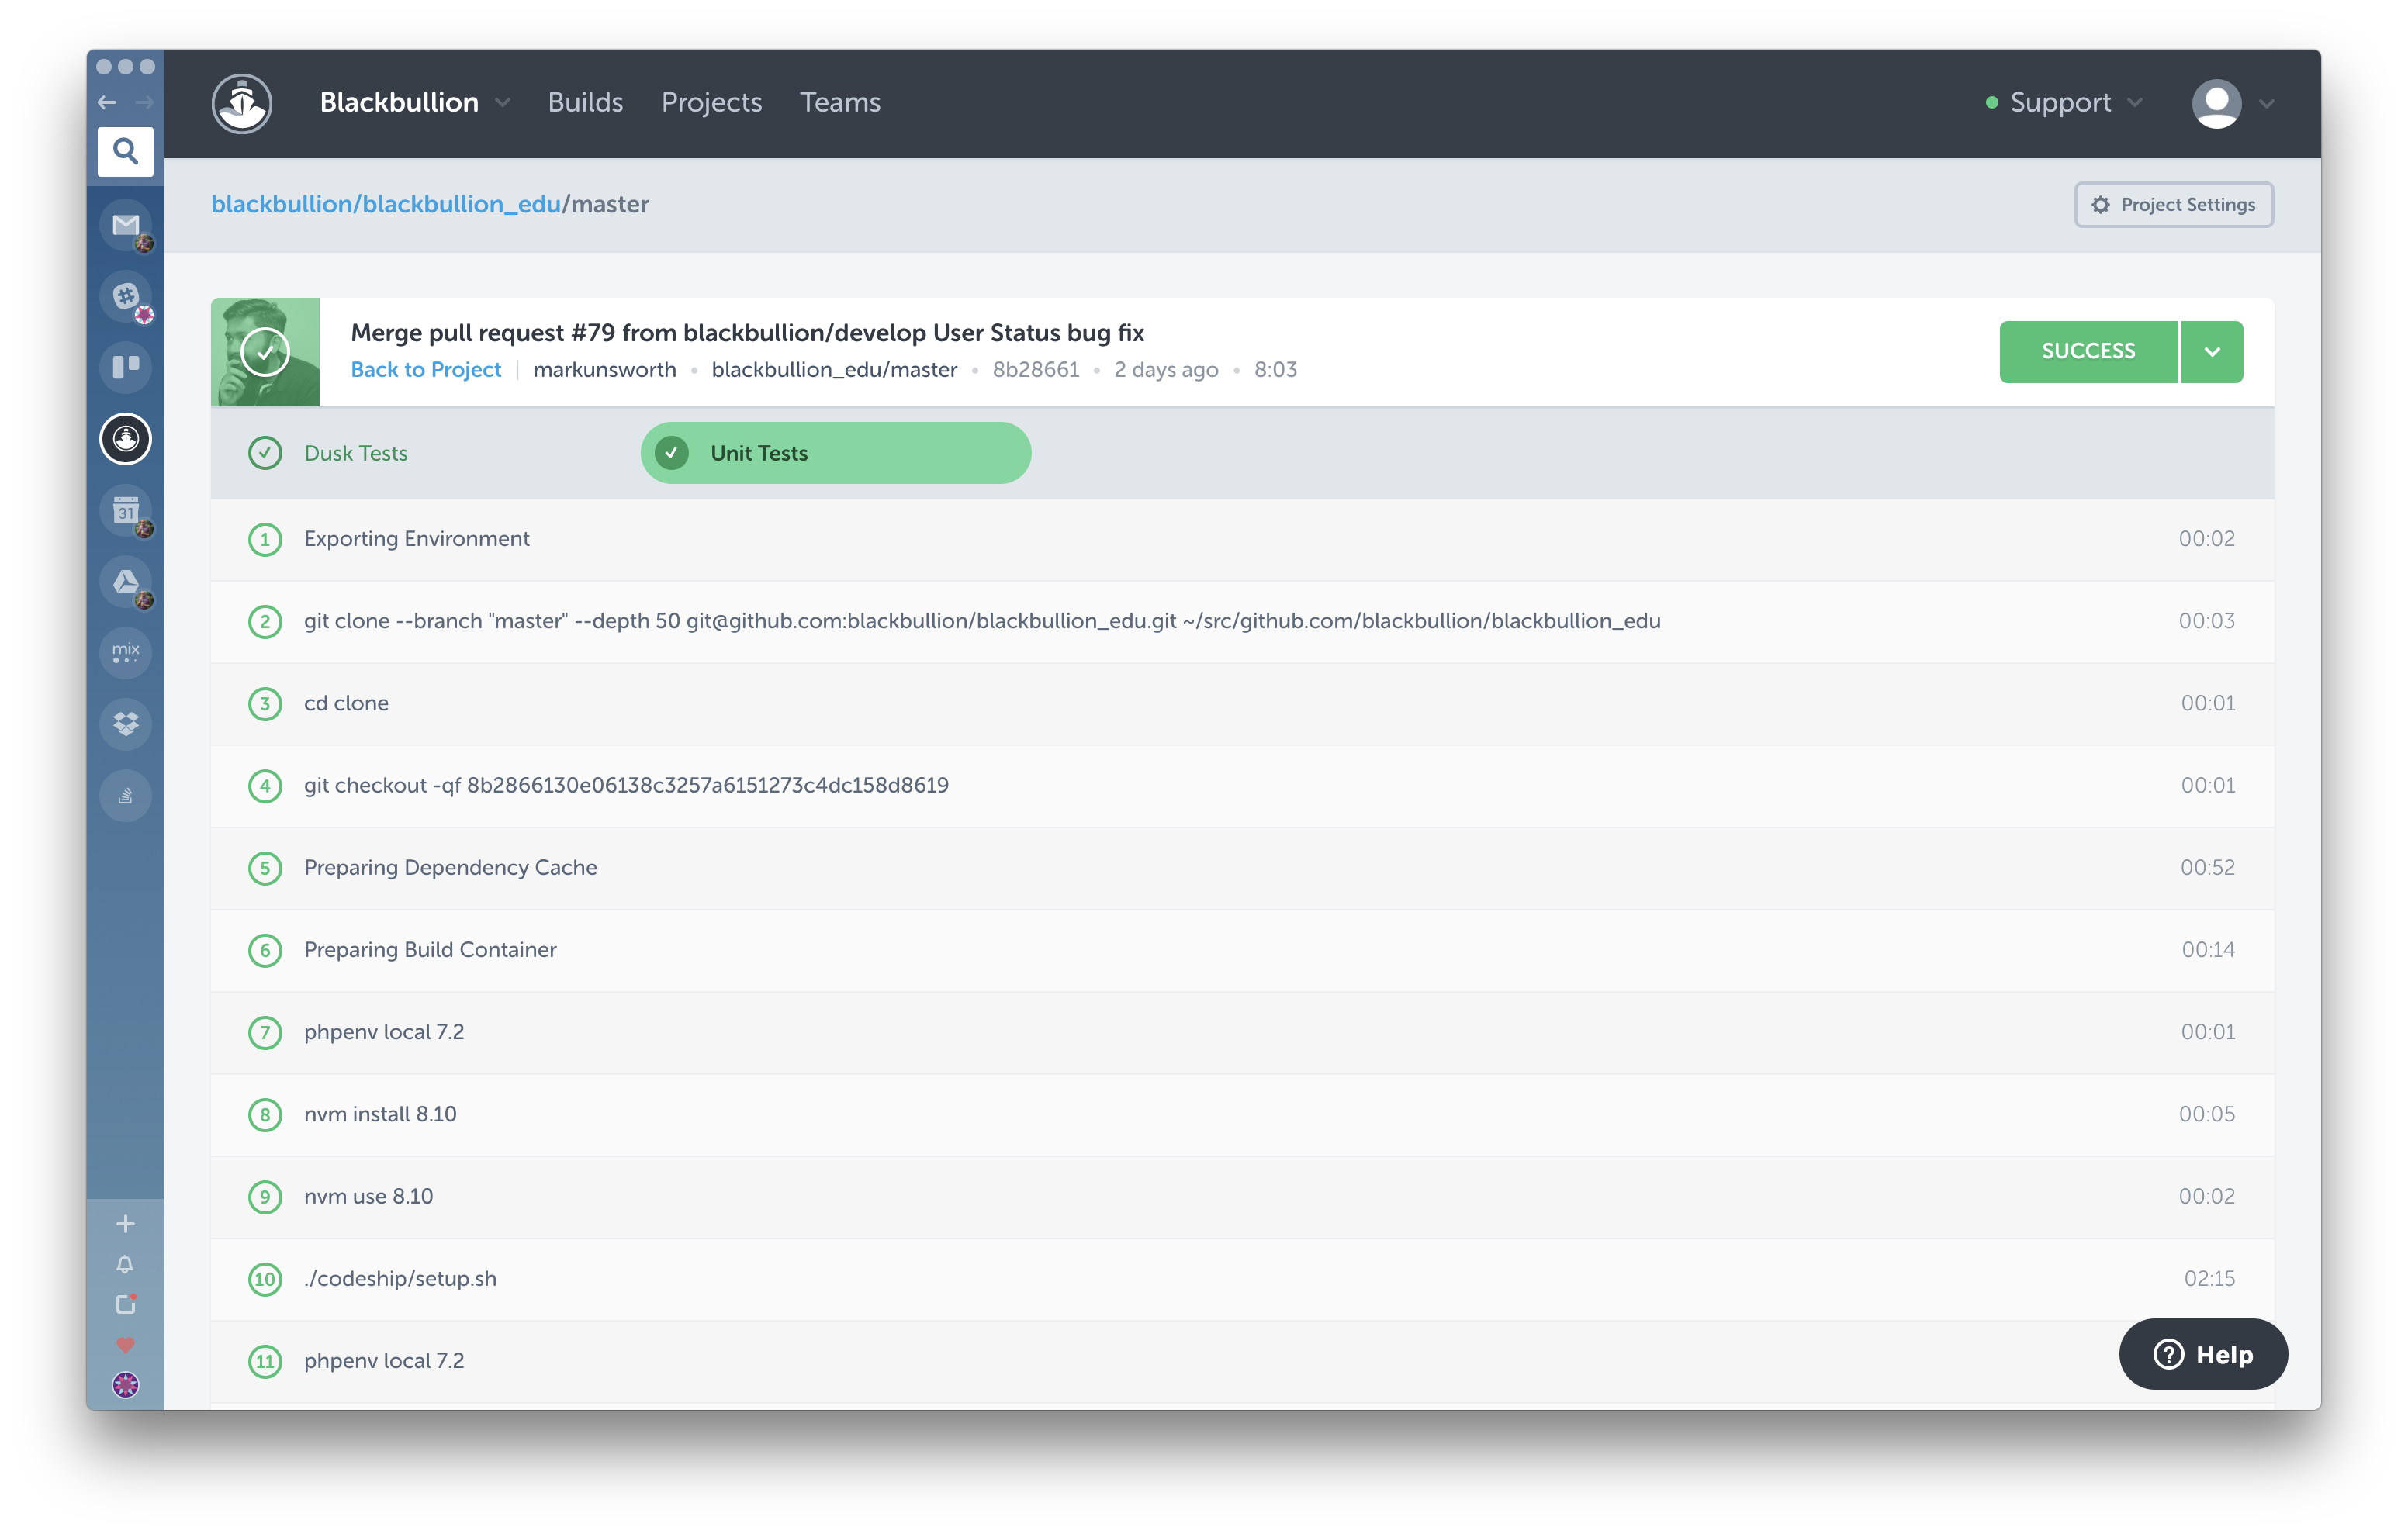 Blackbullion Builds Projects Teams Support
blackbullion/blackbullion_edu/master Project Settings
Merge pull request #79 from blackbullion/develop User Status bug fix
Back to Project markunsworth • blackbullion_edu/master • 8b28661 • 2 days ago • 8:03
SUCCESS
Dusk Tests Unit Tests
1 Exporting Environment 00:02
2 git clone --branch "master" --depth 50 git@github.com:blackbullion/blackbullion_edu.git ~/src/github.com/blackbullion/blackbullion_edu 00:03
3 cd clone 00:01
4 git checkout -qf 8b2866130e06138c3257a6151273c4dc158d8619 00:01
5 Preparing Dependency Cache 00:52
6 Preparing Build Container 00:14
7 phpenv local 7.2 00:01
8 nvm install 8.10 00:05
9 nvm use 8.10 00:02
10 ./codeship/setup.sh 02:15
11 phpenv local 7.2
? Help
31
mix